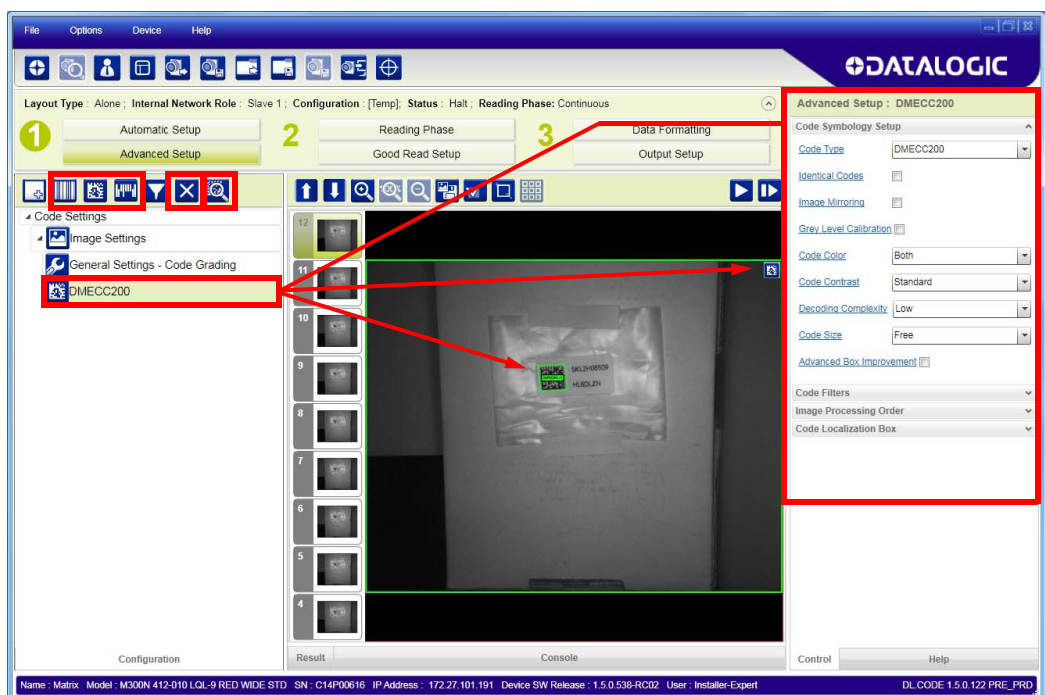 File Options Device Help
DATALOGIC
Layout Type : Alone ; Internal Network Role : Slave 1 ; Configuration : [Temp]; Status : Halt ; Reading Phase: Continuous
1 Automatic Setup 2 Reading Phase 3 Data Formatting
Advanced Setup Good Read Setup Output Setup
Code Settings
Image Settings
General Settings - Code Grading
DMECC200
12
11
10
9
8
7
6
5
4
5KL2H06509
HL6DLZN
Advanced Setup : DMECC200
Code Symbology Setup
Code Type DMECC200
Identical Codes
Image Mirroring
Grey Level Calibration
Code Color Both
Code Contrast Standard
Decoding Complexity Low
Code Size Free
Advanced Box Improvement
Code Filters
Image Processing Order
Code Localization Box
Configuration Result Console Control Help
Name : Matrix Model : M300N 412-010 LQL-9 RED WIDE STD SN : C14P00616 IP Address : 172.27.101.191 Device SW Release : 1.5.0.538-RC02 User : Installer-Expert DL.CODE 1.5.0.122 PRE_PRD